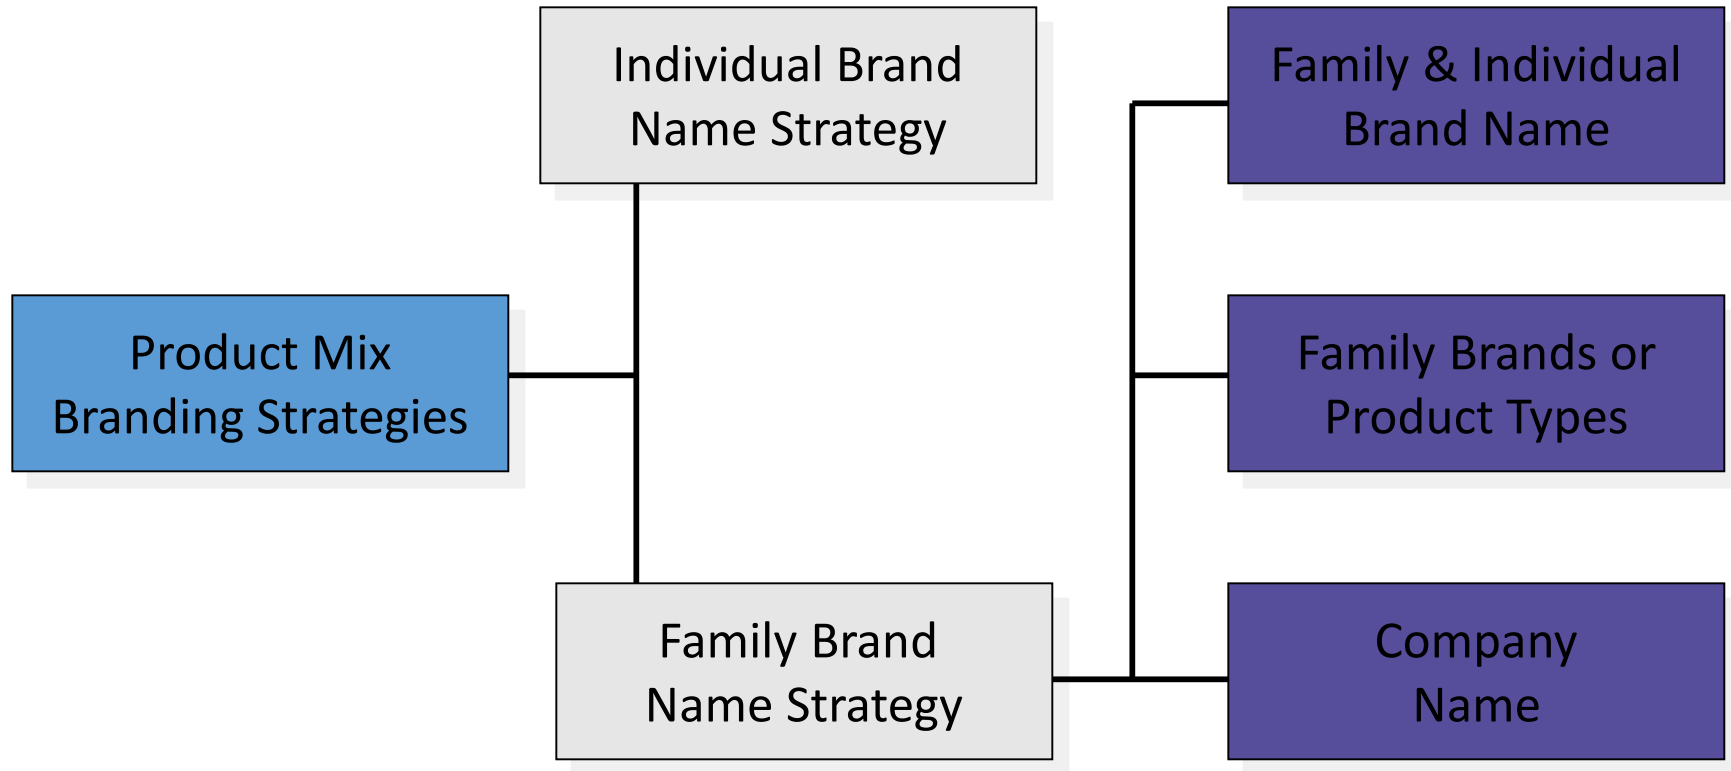 Individual Brand
Name Strategy
Family & Individual
Brand Name
Product Mix
Branding Strategies
Family Brands or
Product Types
Family Brand
Name Strategy
Company
Name